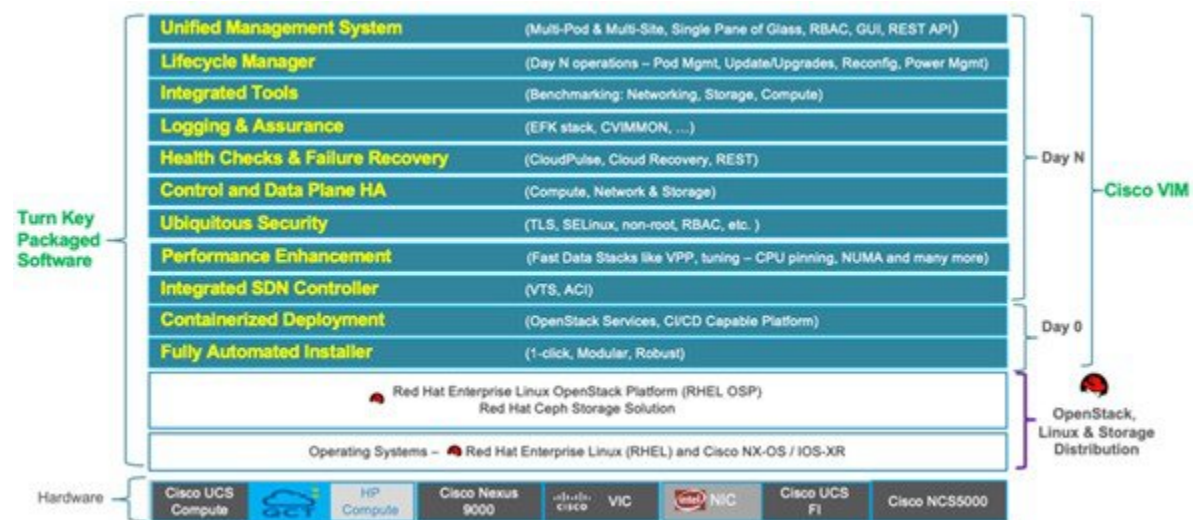 Unified Management System (Multi-Pod & Multi-Site, Single Pane of Glass, RBAC, GUI, REST API)
Lifecycle Manager (Day N operations – Pod Mgmt, Update/Upgrades, Reconfig, Power Mgmt)
Integrated Tools (Benchmarking: Networking, Storage, Compute)
Logging & Assurance (EFK stack, CVIMMON, ...)
Health Checks & Failure Recovery (CloudPulse, Cloud Recovery, REST)
Control and Data Plane HA (Compute, Network & Storage)
Ubiquitous Security (TLS, SELinux, non-root, RBAC, etc. )
Performance Enhancement (Fast Data Stacks like VPP, tuning – CPU pinning, NUMA and many more)
Integrated SDN Controller (VTS, ACI)
Containerized Deployment (OpenStack Services, CI/CD Capable Platform)
Fully Automated Installer (1-click, Modular, Robust)
Red Hat Enterprise Linux OpenStack Platform (RHEL OSP)
Red Hat Ceph Storage Solution
Operating Systems – Red Hat Enterprise Linux (RHEL) and Cisco NX-OS / IOS-XR
Turn Key
Packaged
Software
Day N
Cisco VIM
Day 0
OpenStack,
Linux & Storage
Distribution
Hardware
Cisco UCS
Compute
QCT
HP
Compute
Cisco Nexus
9000
CISCO
VIC
intel
NIC
Cisco UCS
FI
Cisco NCS5000